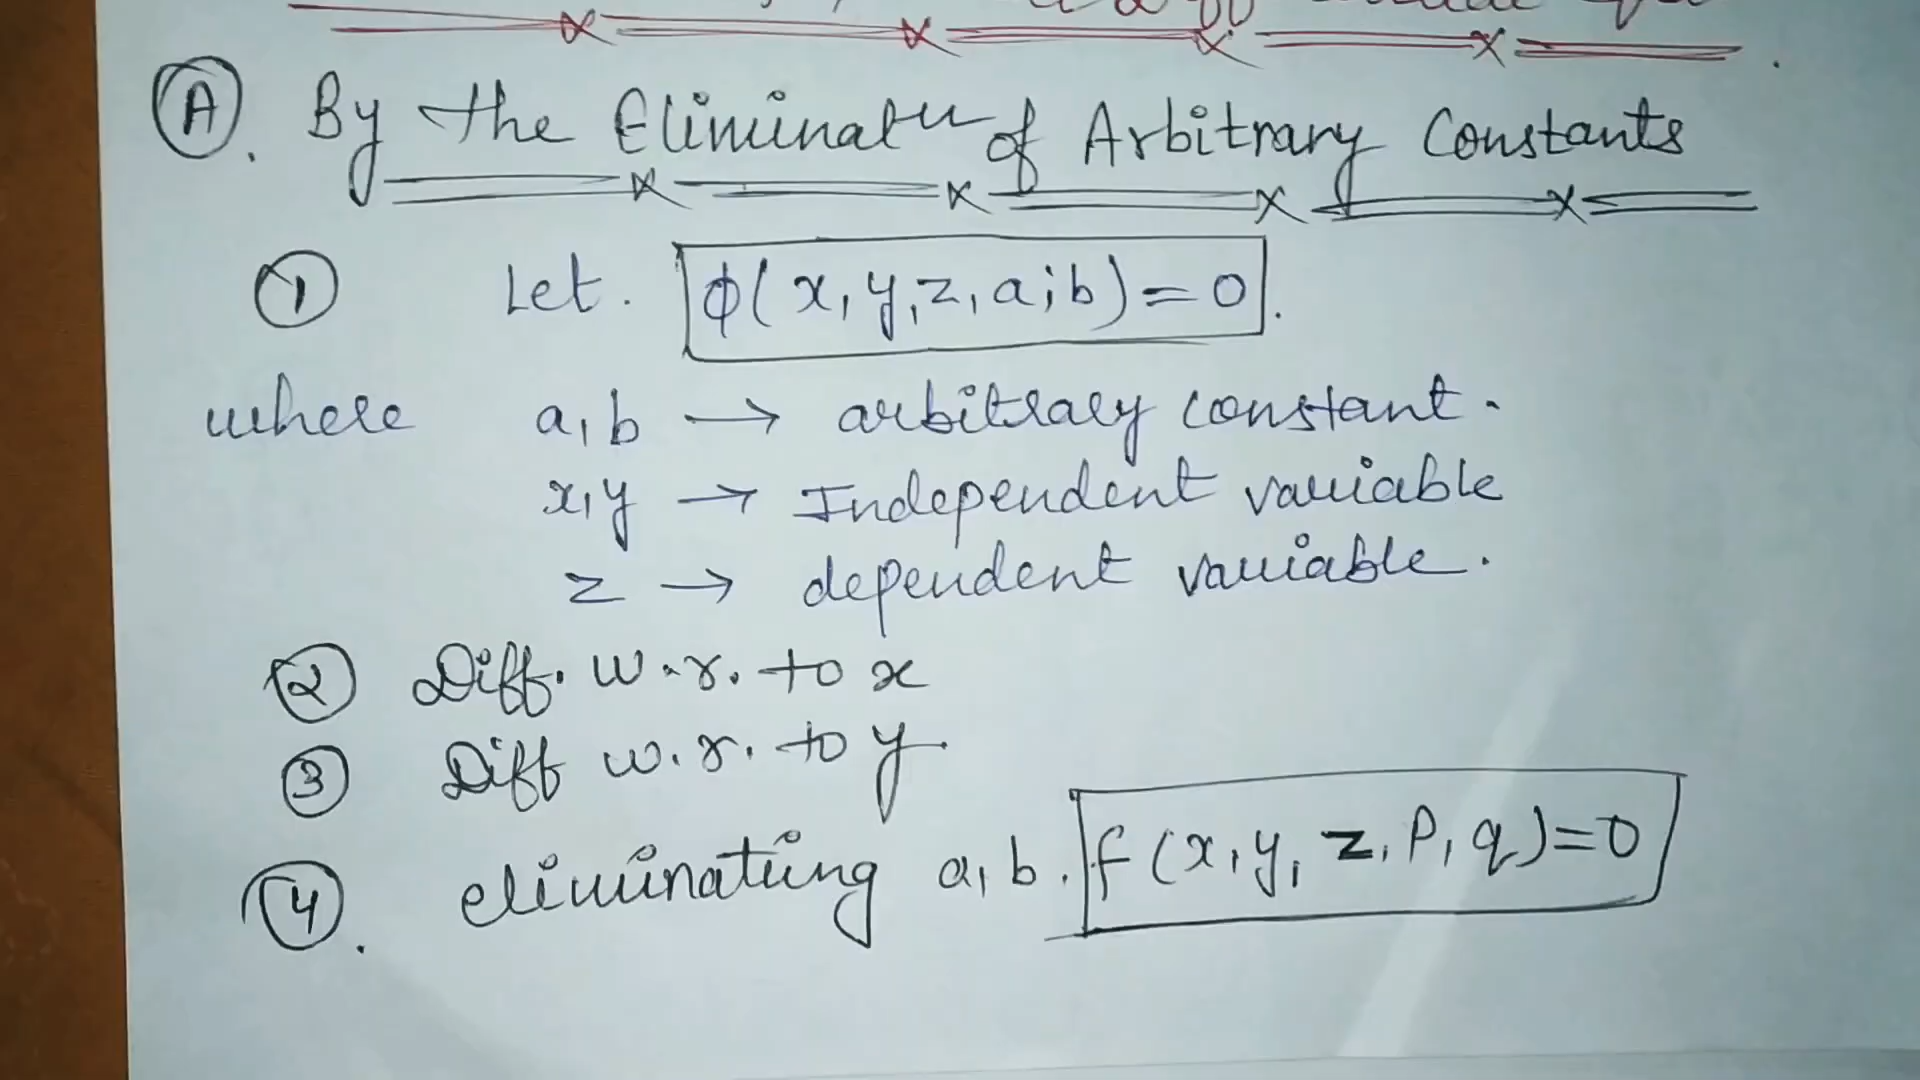 Ⓐ. By the Elimination of Arbitrary Constants
① Let. ϕ(x, y, z, a, b) = 0.
where a, b → arbitrary constant.
x, y → Independent variable
z → dependent variable.
② Diff. w.r. to x
③ Diff w.r. to y.
④. eliminating a, b. f(x, y, z, P, q) = 0